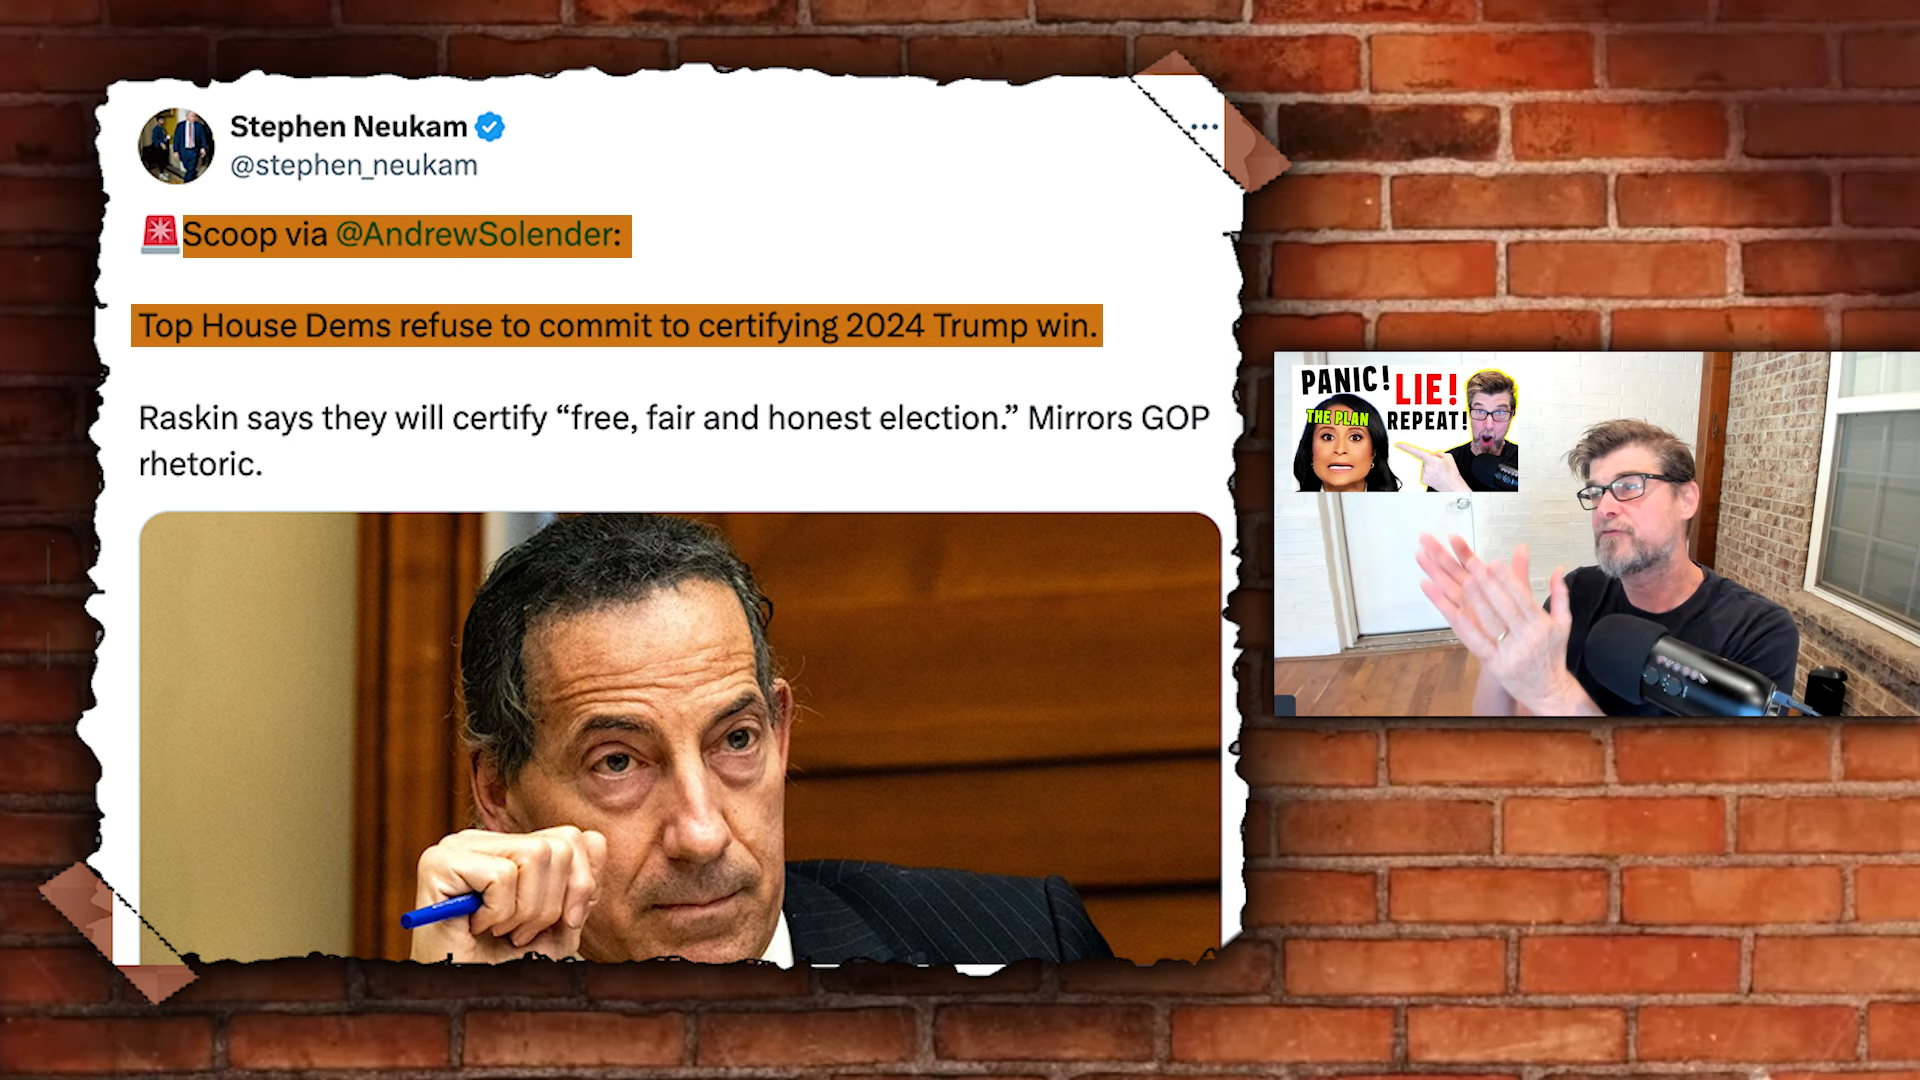 Stephen Neukam
@stephen_neukam
Scoop via @AndrewSolender:
Top House Dems refuse to commit to certifying 2024 Trump win.
Raskin says they will certify “free, fair and honest election.” Mirrors GOP
rhetoric.
PANIC! LIE!
THE PLAN REPEAT!